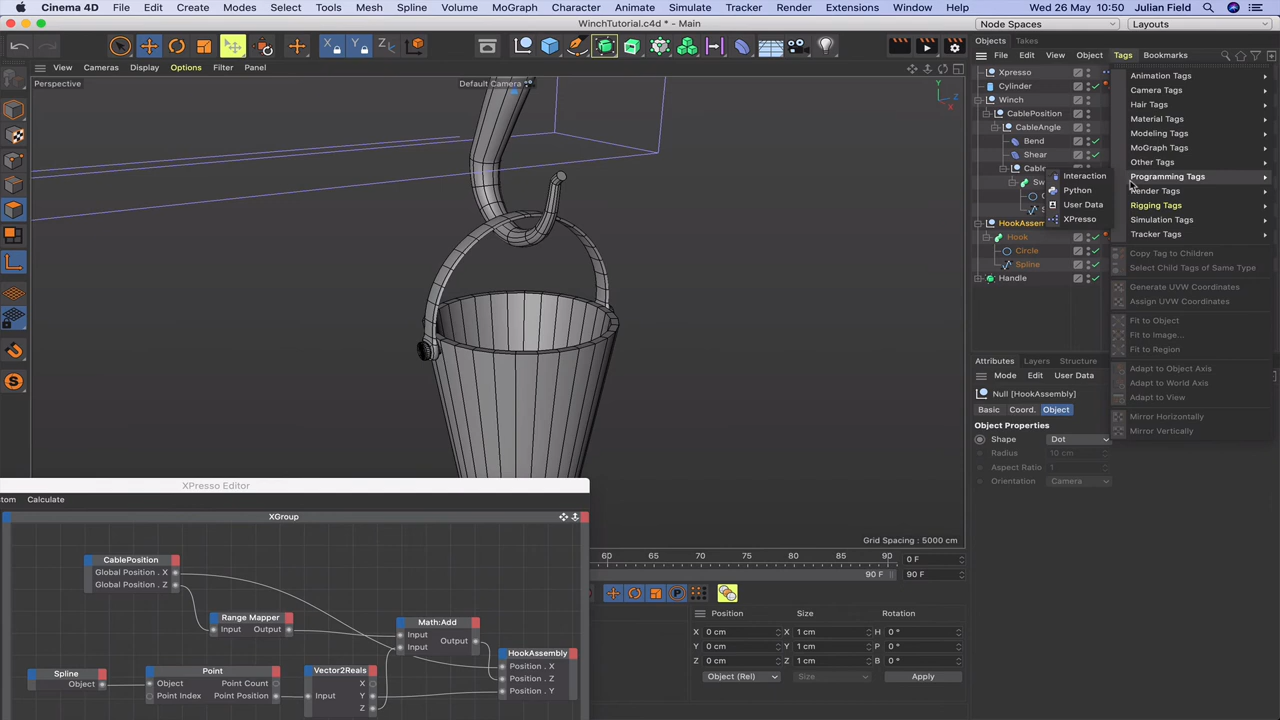 Cinema 4D File Edit Create Modes Select Tools Mesh Spline Volume MoGraph Character Animate Simulate Tracker Render Extensions Window Help Wed 26 May 10:50 Julian Field
WinchTutorial.c4d * - Main Node Spaces Layouts
Objects Takes
File Edit View Object Tags Bookmarks
View Cameras Display Options Filter Panel
Perspective Default Camera
Y Z X
Xpresso
Cylinder
Winch
CablePosition
CableAngle
Bend
Shear
Cable
Sw
HookAssem
Hook
Circle
Spline
Handle
Interaction
Python
User Data
XPresso
Animation Tags
Camera Tags
Hair Tags
Material Tags
Modeling Tags
MoGraph Tags
Other Tags
Programming Tags
Render Tags
Rigging Tags
Simulation Tags
Tracker Tags
Copy Tag to Children
Select Child Tags of Same Type
Generate UVW Coordinates
Assign UVW Coordinates
Fit to Object
Fit to Image...
Fit to Region
Adapt to Object Axis
Adapt to World Axis
Adapt to View
Mirror Horizontally
Mirror Vertically
Attributes Layers Structure
Mode Edit User Data
Null [HookAssembly]
Basic Coord. Object
Object Properties
Shape Dot
Radius 10 cm
Aspect Ratio 1
Orientation Camera
XPresso Editor
tom Calculate
XGroup
CablePosition
Global Position . X
Global Position . Z
Range Mapper
Input Output
Math:Add
Input
Output
Input
HookAssembly
Position . X
Position . Z
Position . Y
Spline
Object
Point
Object Point Count
Point Index Point Position
Vector2Reals
X
Input Y
Z
Grid Spacing : 5000 cm
60 65 70 75 80 85 90 0 F
90 F 90 F
Position Size Rotation
X 0 cm X 1 cm H 0 °
Y 0 cm Y 1 cm P 0 °
Z 0 cm Z 1 cm B 0 °
Object (Rel) Size Apply